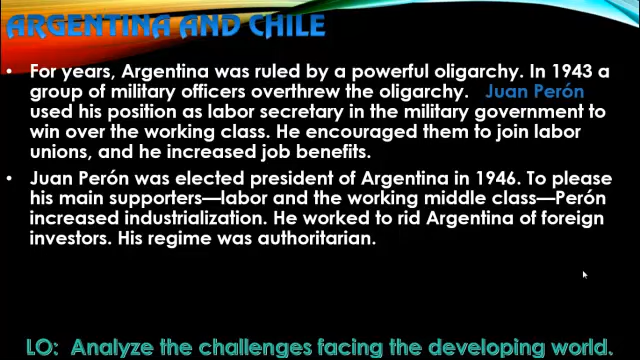 ARGENTINA AND CHILE
• For years, Argentina was ruled by a powerful oligarchy. In 1943 a
group of military officers overthrew the oligarchy. Juan Perón
used his position as labor secretary in the military government to
win over the working class. He encouraged them to join labor
unions, and he increased job benefits.
• Juan Perón was elected president of Argentina in 1946. To please
his main supporters—labor and the working middle class—Perón
increased industrialization. He worked to rid Argentina of foreign
investors. His regime was authoritarian.
LO: Analyze the challenges facing the developing world.